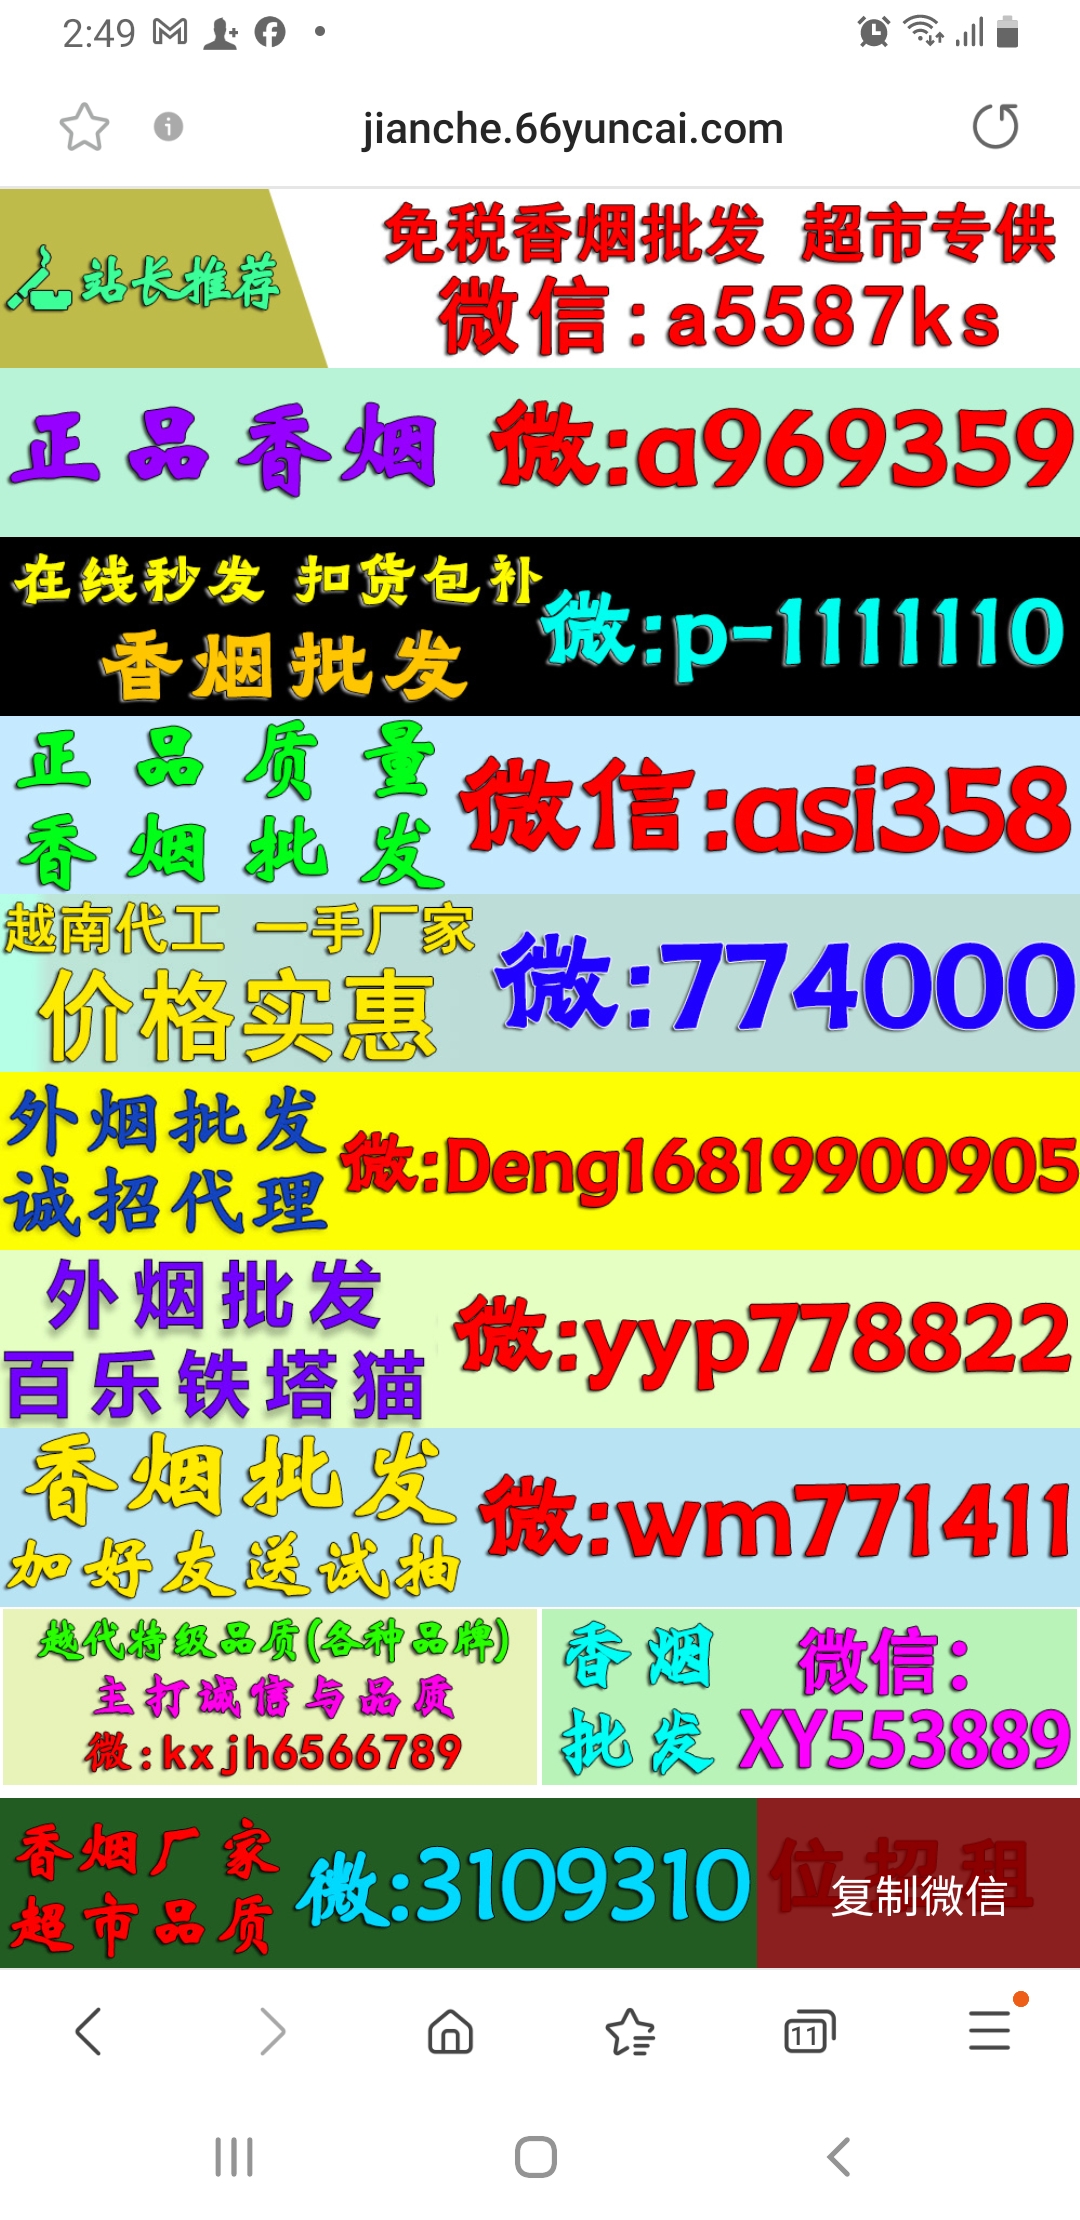 2:49
jianche.66yuncai.com
站长推荐
免税香烟批发 超市专供
微信:a5587ks
正品香烟 微:a969359
在线秒发 扣货包补
香烟批发
微:p-1111110
正品质量
香烟批发
微信:asi358
越南代工 一手厂家
价格实惠
微:774000
外烟批发
诚招代理
微:Deng16819900905
外烟批发
百乐铁塔猫
微:yyp778822
香烟批发
加好友送试抽
微:wm771411
越代特级品质(各种品牌)
主打诚信与品质
微:kxjh6566789
香烟
批发
微信:
XY553889
香烟厂家
超市品质
微:3109310
位招租
复制微信
11